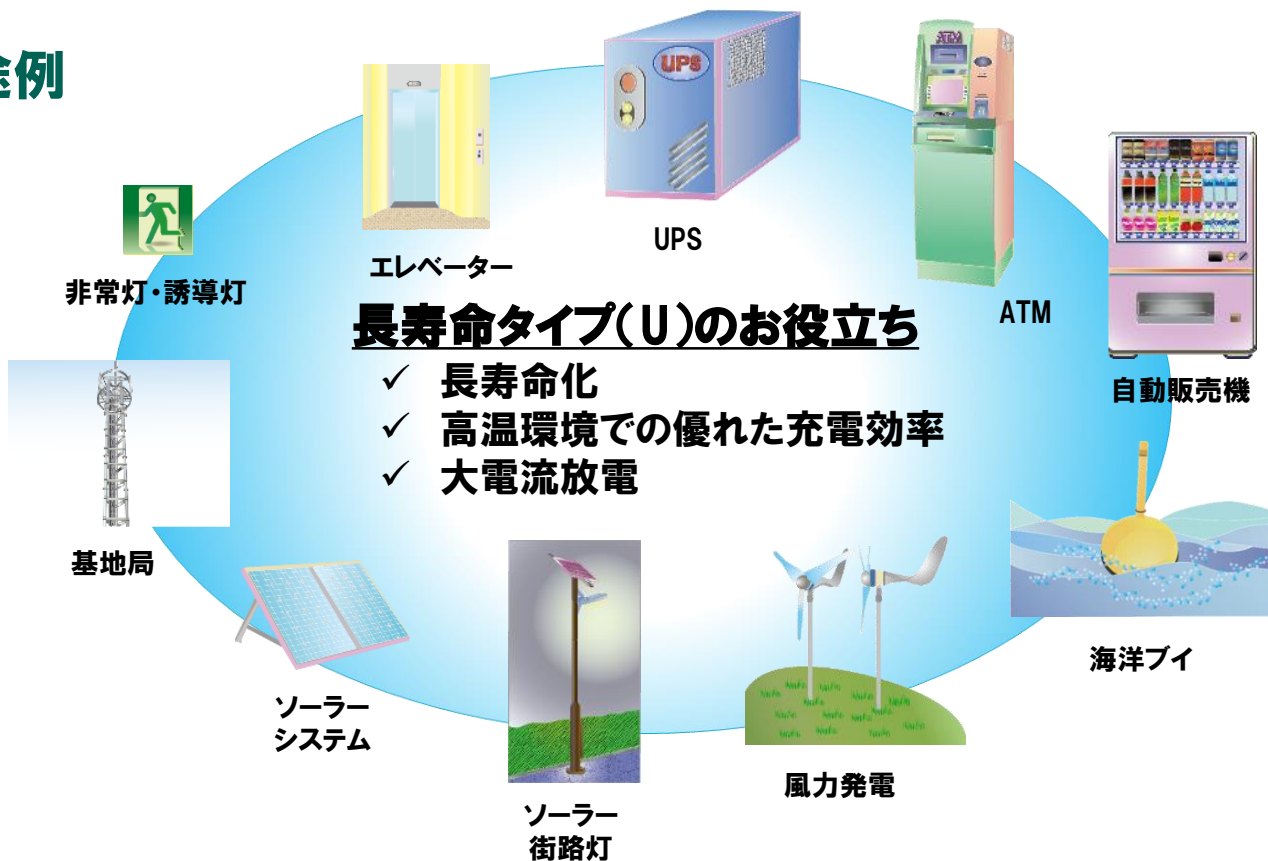 途例
UPS
ATM
エレベーター
UPS
ATM
非常灯・誘導灯
自動販売機
長寿命タイプ(U)のお役立ち
✓ 長寿命化
✓ 高温環境での優れた充電効率
✓ 大電流放電
基地局
海洋ブイ
ソーラー
システム
風力発電
ソーラー
街路灯